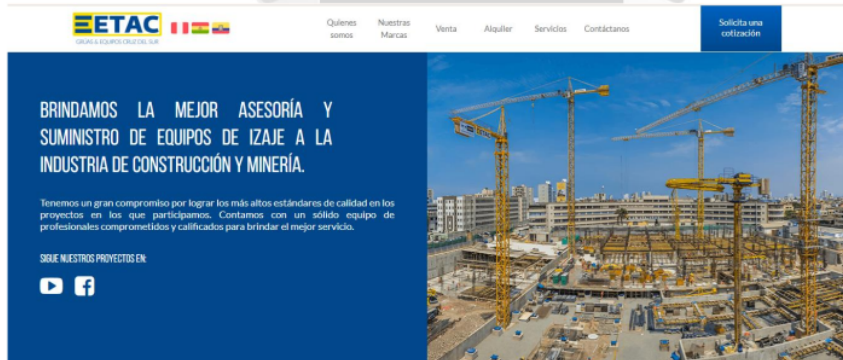 ETAC
GRÚAS & EQUIPOS CRUZ DEL SUR
Quienes somos
Nuestras Marcas
Venta
Alquiler
Servicios
Contáctanos
Solicita una
cotización
BRINDAMOS LA MEJOR ASESORÍA Y
SUMINISTRO DE EQUIPOS DE IZAJE A LA
INDUSTRIA DE CONSTRUCCIÓN Y MINERÍA.
Tenemos un gran compromiso por lograr los más altos estándares de calidad en los
proyectos en los que participamos. Contamos con un sólido equipo de
profesionales comprometidos y calificados para brindar el mejor servicio.
SIGUE NUESTROS PROYECTOS EN:
ETAC